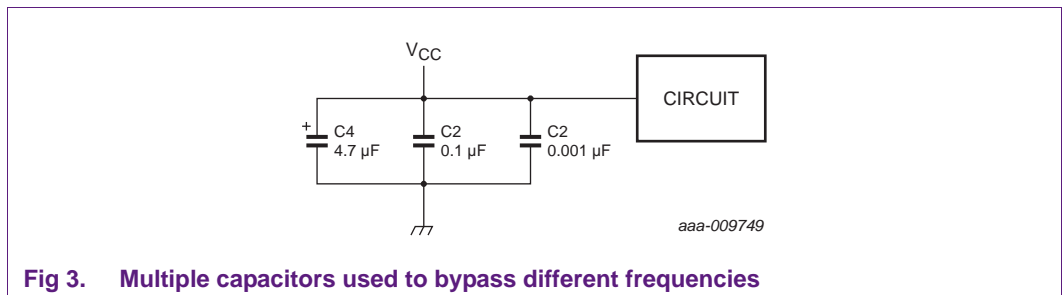 VCC
CIRCUIT
+
C4
4.7 µF
C2
0.1 µF
C2
0.001 µF
aaa-009749
Fig 3. Multiple capacitors used to bypass different frequencies